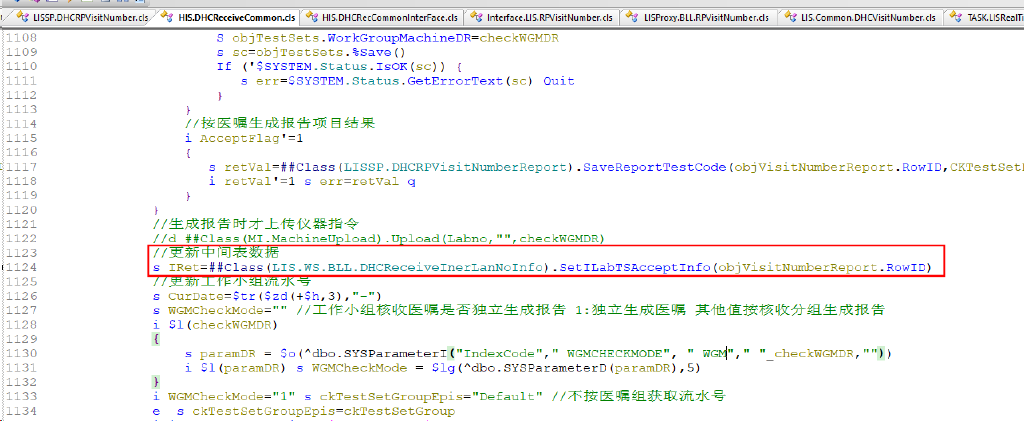 LISSP.DHCVisitNumber.cls HIS.DHCReceiveCommon.cls HIS.DHCRecCommonInterFace.cls Interface.LIS.RPVisitNumber.cls LISProxy.BLL.RPVisitNumber.cls LIS.Common.DHCVisitNumber.cls TASK.LISRealTi
1108 S objTestSets.WorkGroupMachineDR=checkWGMDR
1109 s sc=objTestSets.%Save()
1110 If ('$SYSTEM.Status.IsOK(sc)) {
1111 s err=$SYSTEM.Status.GetErrorText(sc) Quit
1112 }
1113 }
1114 //按医嘱生成报告项目结果
1115 i AcceptFlag'=1
1116 {
1117 s retVal=##Class(LISSP.DHCRPVisitNumberReport).SaveReportTestCode(objVisitNumberReport.RowID,CKTestSet
1118 i retVal'=1 s err=retVal q
1119 }
1120 }
1121 //生成报告时才上传仪器指令
1122 //d ##Class(MI.MachineUpload).Upload(Labno,"",checkWGMDR)
1123 //更新中间表数据
1124 s IRet=##Class(LIS.WS.BLL.DHCReceiveInerLanNoInfo).SetILabTSAcceptInfo(objVisitNumberReport.RowID)
1125 //更新工作小组流水号
1126 s CurDate=$tr($zd(+$h,3),"-")
1127 s WGMCheckMode="" //工作小组核收医嘱是否独立生成报告 1:独立生成医嘱 其他值按核收分组生成报告
1128 i $l(checkWGMDR)
1129 {
1130 s paramDR = $o(^dbo.SYSParameterI("IndexCode"," WGMCHECKMODE", " WGM"," "_checkWGMDR,""))
1131 i $l(paramDR) s WGMCheckMode = $lg(^dbo.SYSParameterD(paramDR),5)
1132 }
1133 i WGMCheckMode="1" s ckTestSetGroupEpis="Default" //不按医嘱组获取流水号
1134 e s ckTestSetGroupEpis=ckTestSetGroup